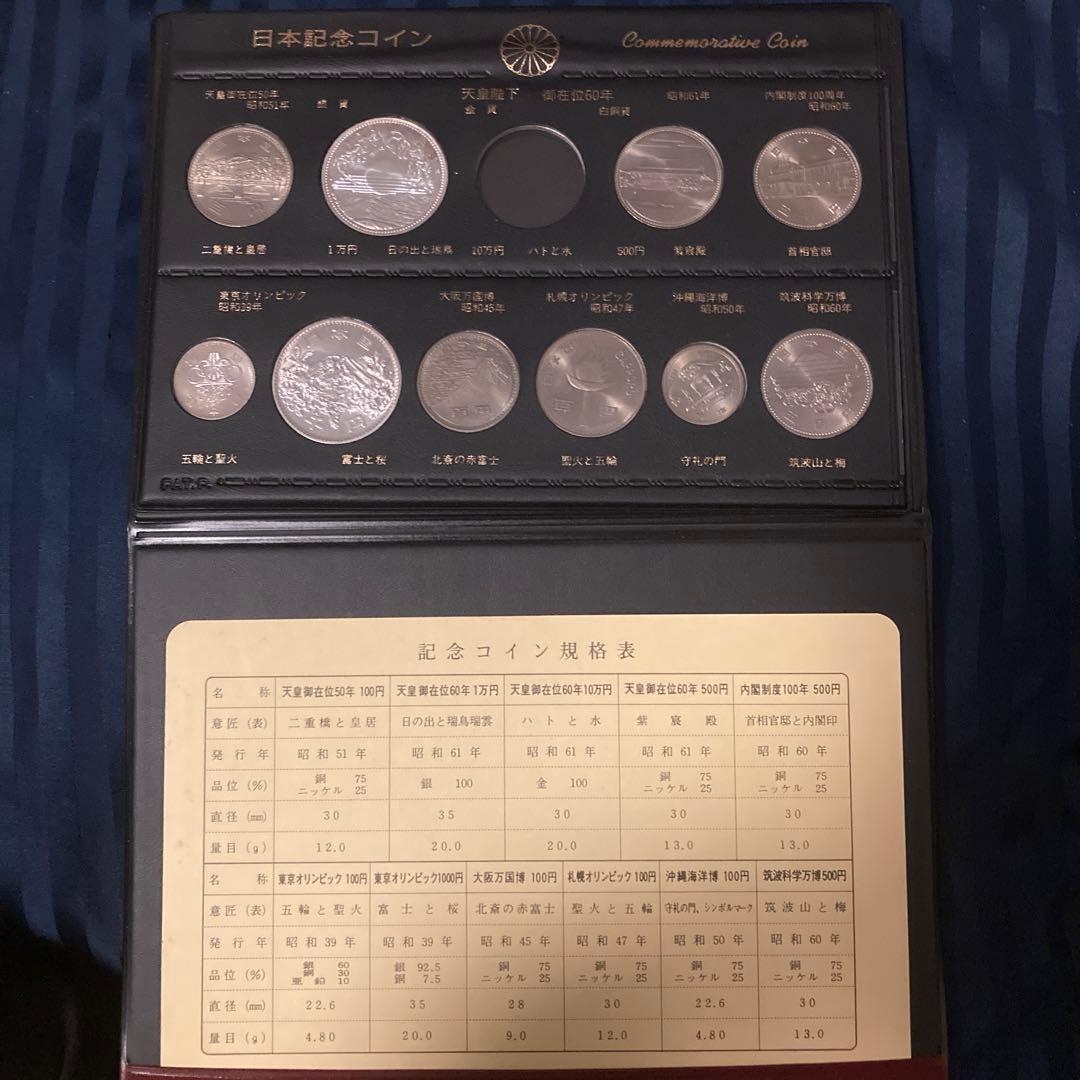 日本記念コイン Commemorative Coin
天皇御在位50年 天皇陛下 御在位60年 昭和61年 内閣制度100周年
昭和51年 銀貨 金貨 白銅貨 昭和60年
二重橋と皇居 1万円 日の出と瑞鳥 10万円 ハトと水 500円 紫宸殿 首相官邸
東京オリンピック 大阪万国博 札幌オリンピック 沖縄海洋博 筑波科学万博
昭和39年 昭和45年 昭和47年 昭和50年 昭和60年
五輪と聖火 富士と桜 北斎の赤富士 聖火と五輪 守礼の門 筑波山と梅
P.A.T.P.
記念コイン規格表
名称 天皇御在位50年 100円 天皇御在位60年1万円 天皇御在位60年10万円 天皇御在位60年 500円 内閣制度100年 500円
意匠(表) 二重橋と皇居 日の出と瑞鳥瑞雲 ハトと水 紫宸殿 首相官邸と内閣印
発行年 昭和51年 昭和61年 昭和61年 昭和61年 昭和60年
品位(%) 銅 75 ニッケル 25 銀 100 金 100 銅 75 ニッケル 25 銅 75 ニッケル 25
直径(mm) 30 35 30 30 30
量目(g) 12.0 20.0 20.0 13.0 13.0
名称 東京オリンピック 100円 東京オリンピック1000円 大阪万国博 100円 札幌オリンピック 100円 沖縄海洋博 100円 筑波科学万博500円
意匠(表) 五輪と聖火 富士と桜 北斎の赤富士 聖火と五輪 守礼の門、シンボルマーク 筑波山と梅
発行年 昭和39年 昭和39年 昭和45年 昭和47年 昭和50年 昭和60年
品位(%) 銀 60 銅 30 亜鉛 10 銀 92.5 銅 7.5 銅 75 ニッケル 25 銅 75 ニッケル 25 銅 75 ニッケル 25 銅 75 ニッケル 25
直径(mm) 22.6 35 28 30 22.6 30
量目(g) 4.80 20.0 9.0 12.0 4.80 13.0